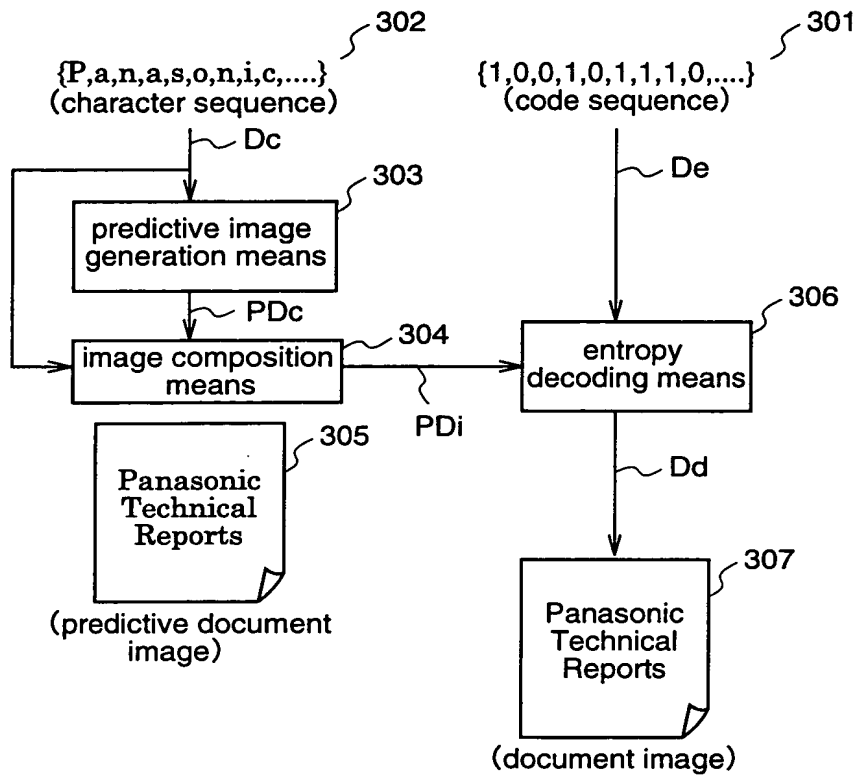 302
{P,a,n,a,s,o,n,i,c,....}
(character sequence)
Dc
303
predictive image
generation means
PDc
304
image composition
means
PDi
305
Panasonic
Technical
Reports
(predictive document
image)
301
{1,0,0,1,0,1,1,1,0,....}
(code sequence)
De
306
entropy
decoding means
Dd
307
Panasonic
Technical
Reports
(document image)